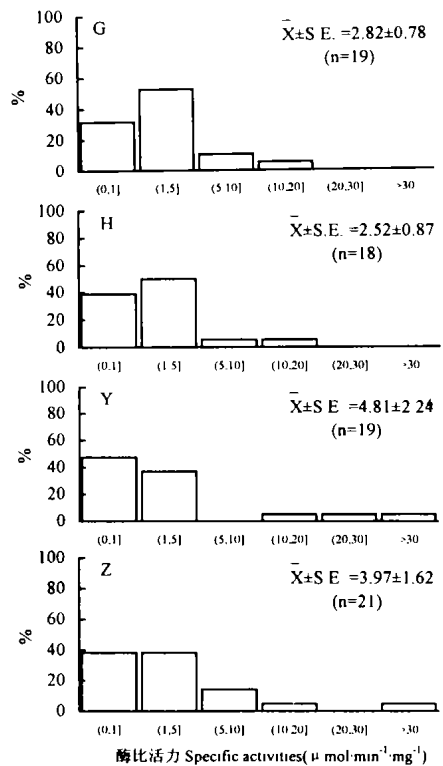 G
X̄±S E. =2.82±0.78
(n=19)
%
100
80
60
40
20
0
(0,1] (1,5] (5,10] (10,20] (20,30] >30
H
X̄±S.E. =2.52±0.87
(n=18)
%
100
80
60
40
20
0
(0,1] (1 5] (5,10] (10,20] (20,30] >30
Y
X̄±S E =4.81±2 24
(n=19)
%
100
80
60
40
20
0
(0,1] (1,5] (5,10] (10,20] (20,30] >30
Z
X̄±S E =3.97±1.62
(n=21)
%
100
80
60
40
20
0
(0,1] (1,5] (5,10] (10,20] (20,30] >30
酶比活力 Specific activities( μ mol·min⁻¹·mg⁻¹)